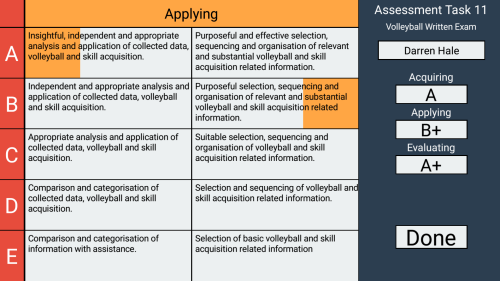 Applying
A
Insightful, independent and appropriate
analysis and application of collected data,
volleyball and skill acquisition.
Purposeful and effective selection,
sequencing and organisation of relevant
and substantial volleyball and skill
acquisition related information.
B
Independent and appropriate analysis and
application of collected data, volleyball
and skill acquisition.
Purposeful selection, sequencing and
organisation of relevant and substantial
volleyball and skill acquisition related
information.
C
Appropriate analysis and application of
collected data, volleyball and skill
acquisition.
Suitable selection, sequencing and
organisation of volleyball and skill
acquisition related information.
D
Comparison and categorisation of
collected data, volleyball and skill
acquisition.
Selection and sequencing of volleyball and
skill acquisition related information.
E
Comparison and categorisation of
information with assistance.
Selection of basic volleyball and skill
acquisition related information
Assessment Task 11
Volleyball Written Exam
Darren Hale
Acquiring
A
Applying
B+
Evaluating
A+
Done